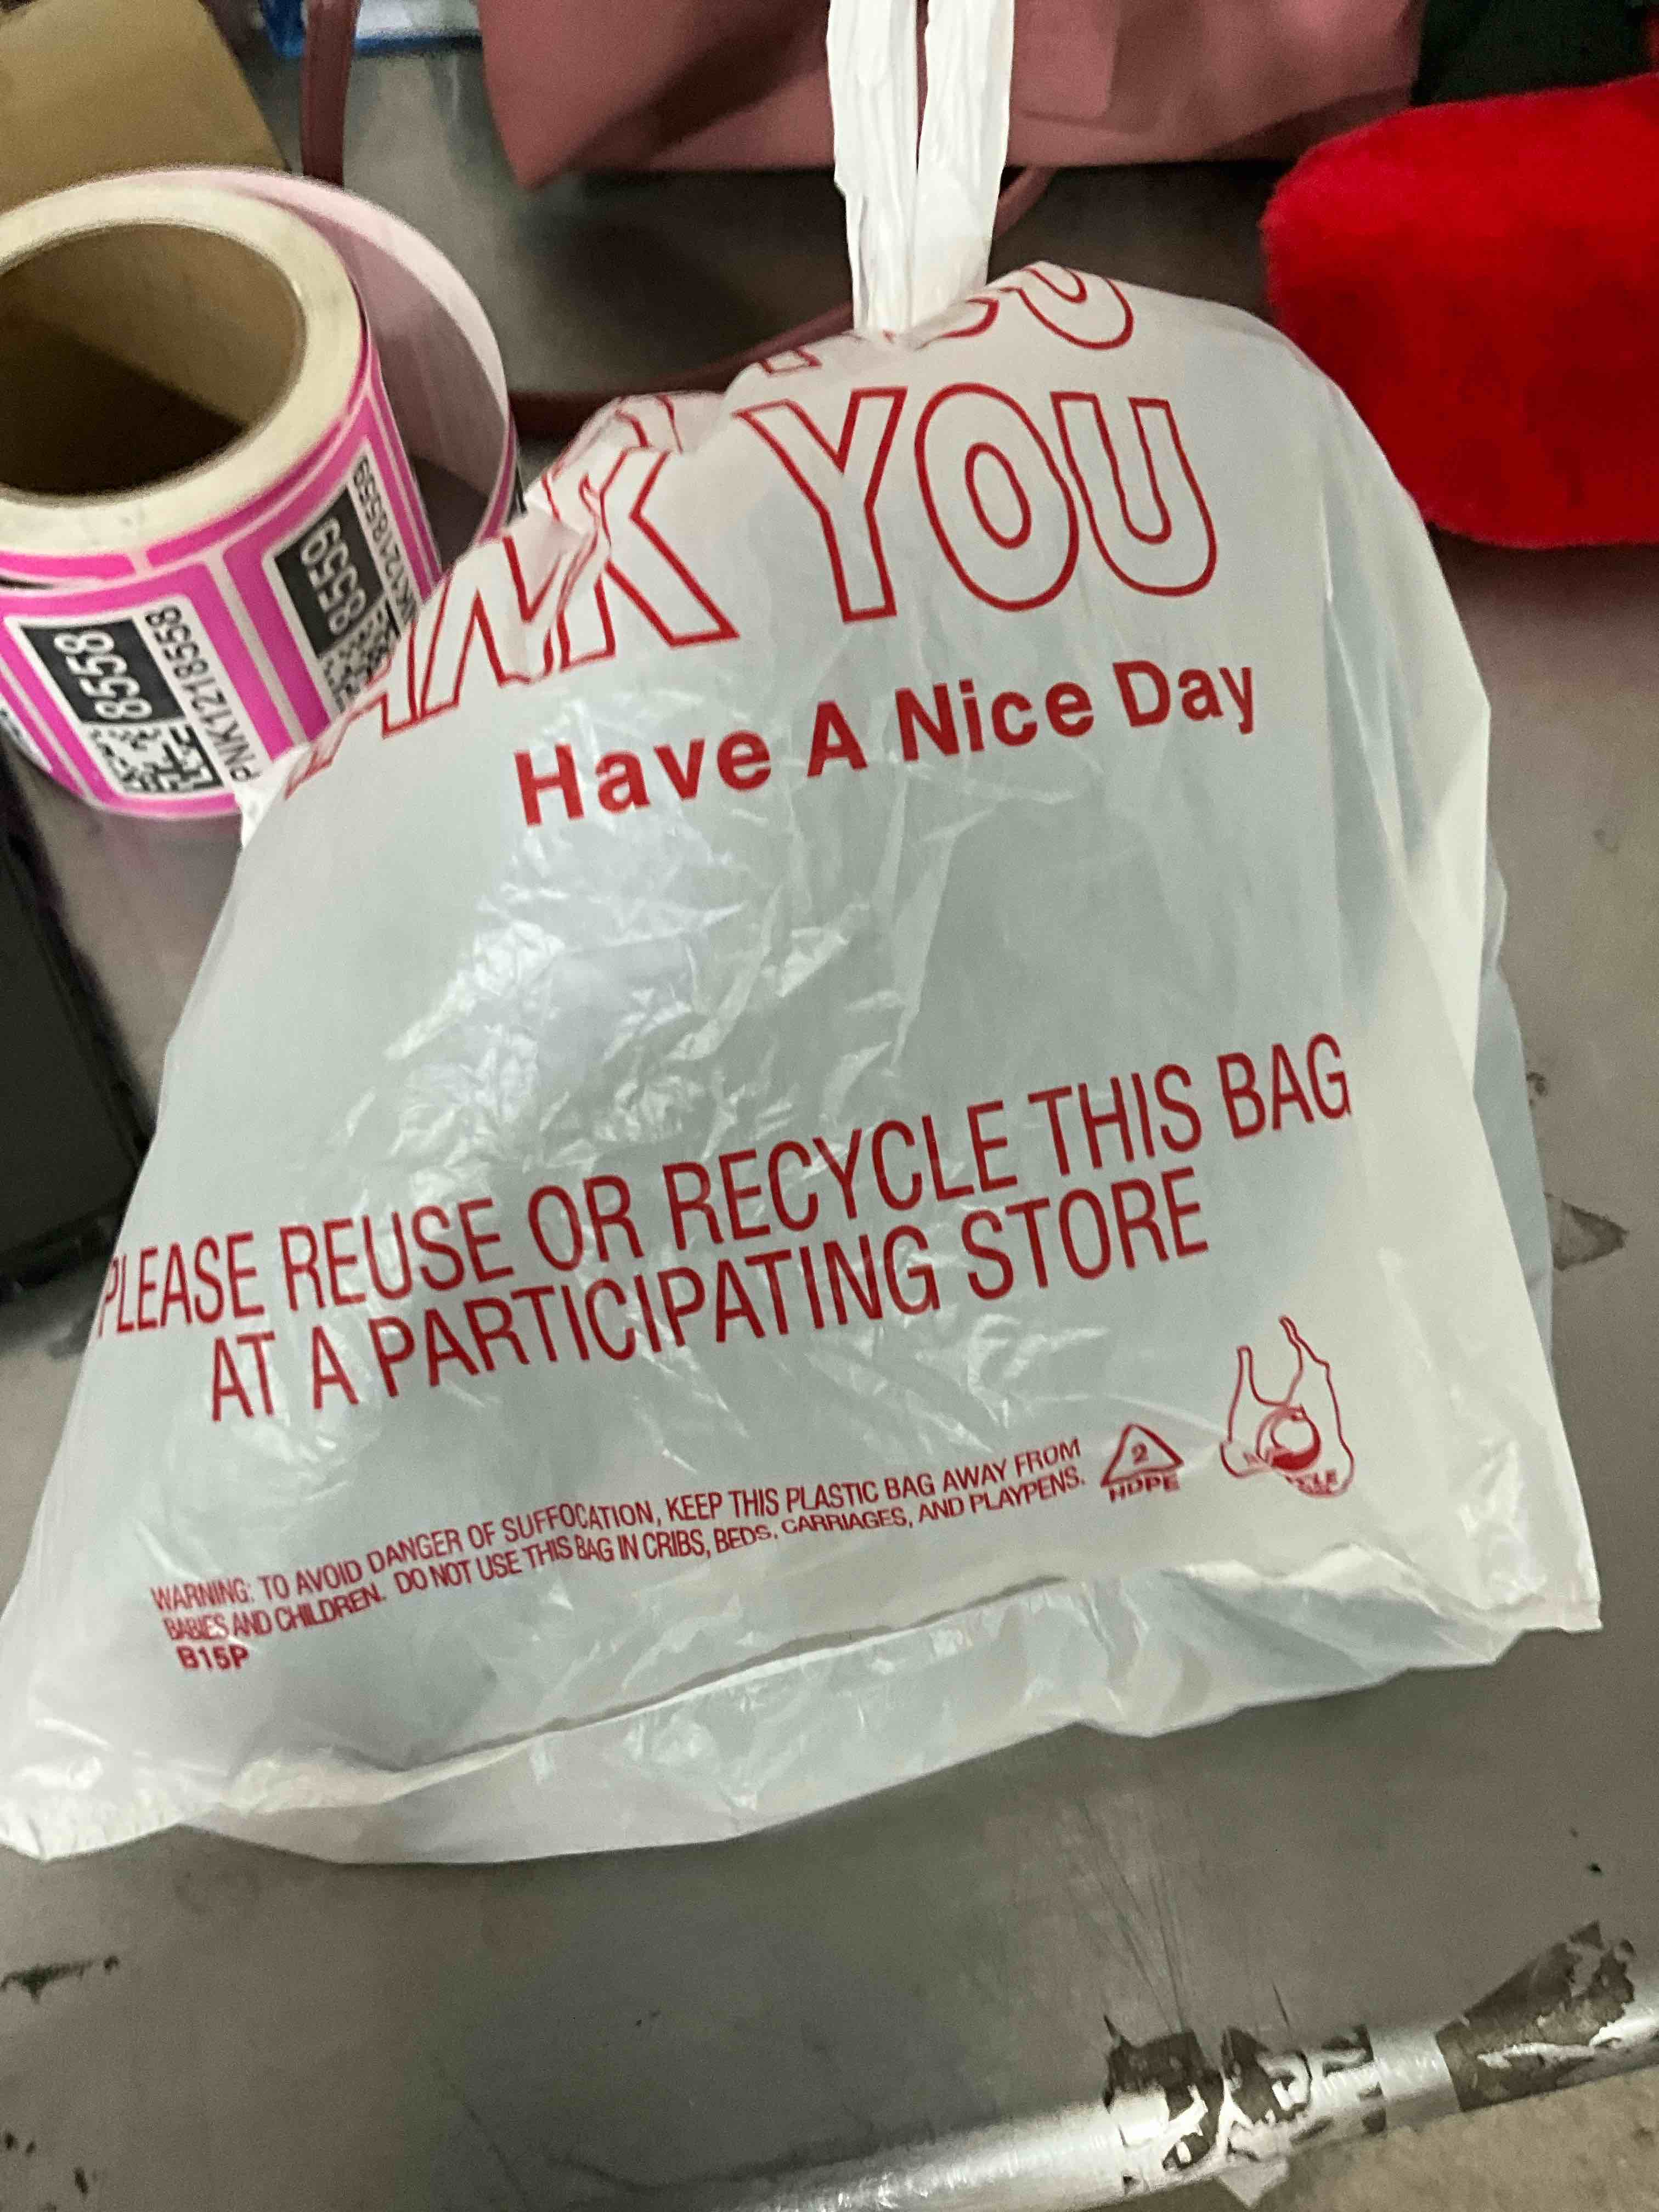 YOU
Have A Nice Day
PLEASE REUSE OR RECYCLE THIS BAG
AT A PARTICIPATING STORE
WARNING: TO AVOID DANGER OF SUFFOCATION, KEEP THIS PLASTIC BAG AWAY FROM
BABIES AND CHILDREN. DO NOT USE THIS BAG IN CRIBS, BEDS, CARRIAGES, AND PLAYPENS.
B15P
2
HDPE
8558
PNK1218558
8559